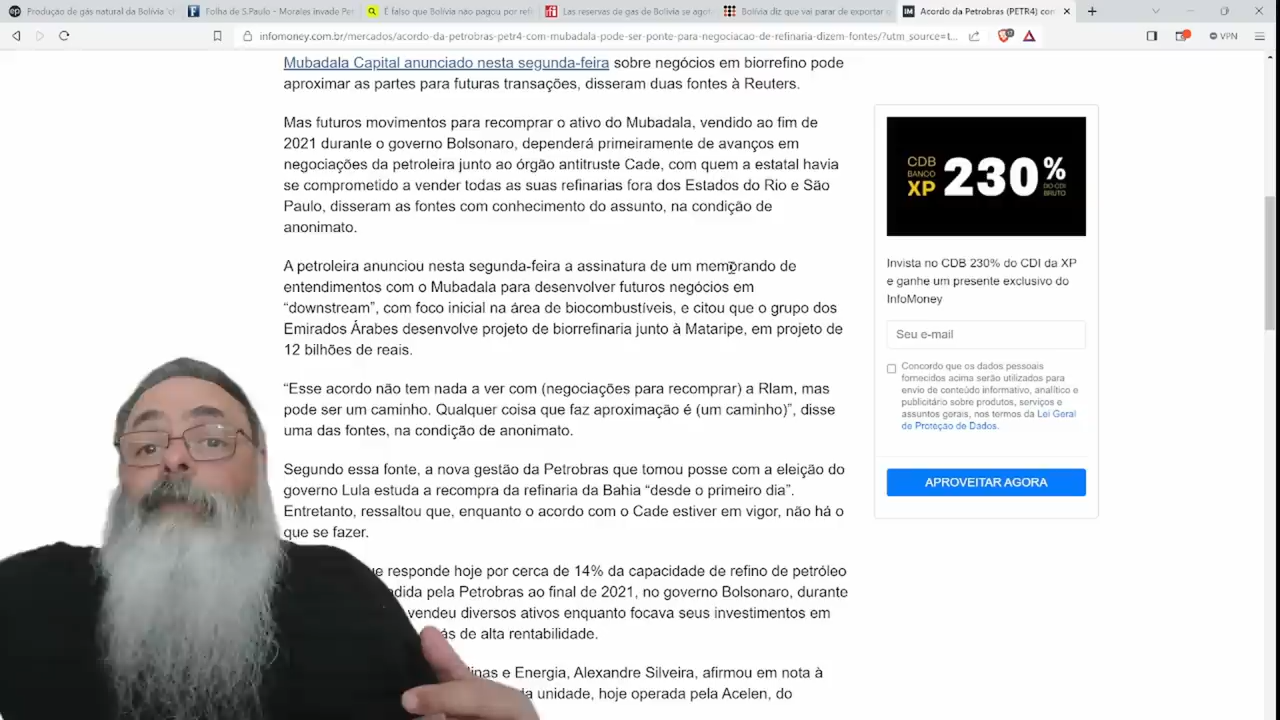 Produção de gás natural da Bolívia 'c
Folha de S.Paulo - Morales invade Pe
É falso que Bolívia não pagou por refi
Las reservas de gas de Bolivia se agot
Bolívia diz que vai parar de exportar
Acordo da Petrobras (PETR4) con
infomoney.com.br/mercados/acordo-da-petrobras-petr4-com-mubadala-pode-ser-ponte-para-negociacao-de-refinaria-dizem-fontes/?utm_source=t...
VPN
Mubadala Capital anunciado nesta segunda-feira sobre negócios em biorrefino pode
aproximar as partes para futuras transações, disseram duas fontes à Reuters.
Mas futuros movimentos para recomprar o ativo do Mubadala, vendido ao fim de
2021 durante o governo Bolsonaro, dependerá primeiramente de avanços em
negociações da petroleira junto ao órgão antitruste Cade, com quem a estatal havia
se comprometido a vender todas as suas refinarias fora dos Estados do Rio e São
Paulo, disseram as fontes com conhecimento do assunto, na condição de
anonimato.
A petroleira anunciou nesta segunda-feira a assinatura de um memorando de
entendimentos com o Mubadala para desenvolver futuros negócios em
“downstream”, com foco inicial na área de biocombustíveis, e citou que o grupo dos
Emirados Árabes desenvolve projeto de biorrefinaria junto à Mataripe, em projeto de
12 bilhões de reais.
“Esse acordo não tem nada a ver com (negociações para recomprar) a Rlam, mas
pode ser um caminho. Qualquer coisa que faz aproximação é (um caminho)”, disse
uma das fontes, na condição de anonimato.
Segundo essa fonte, a nova gestão da Petrobras que tomou posse com a eleição do
governo Lula estuda a recompra da refinaria da Bahia “desde o primeiro dia”.
Entretanto, ressaltou que, enquanto o acordo com o Cade estiver em vigor, não há o
que se fazer.
responde hoje por cerca de 14% da capacidade de refino de petróleo
pela Petrobras ao final de 2021, no governo Bolsonaro, durante
vendeu diversos ativos enquanto focava seus investimentos em
de alta rentabilidade.
e Energia, Alexandre Silveira, afirmou em nota à
unidade, hoje operada pela Acelen, do
CDB
BANCO
XP
230%
DO CDI
BRUTO
Invista no CDB 230% do CDI da XP
e ganhe um presente exclusivo do
InfoMoney
Seu e-mail
Concordo que os dados pessoais
fornecidos acima serão utilizados para
envio de conteúdo informativo, analítico e
publicitário sobre produtos, serviços e
assuntos gerais, nos termos da Lei Geral
de Proteção de Dados.
APROVEITAR AGORA